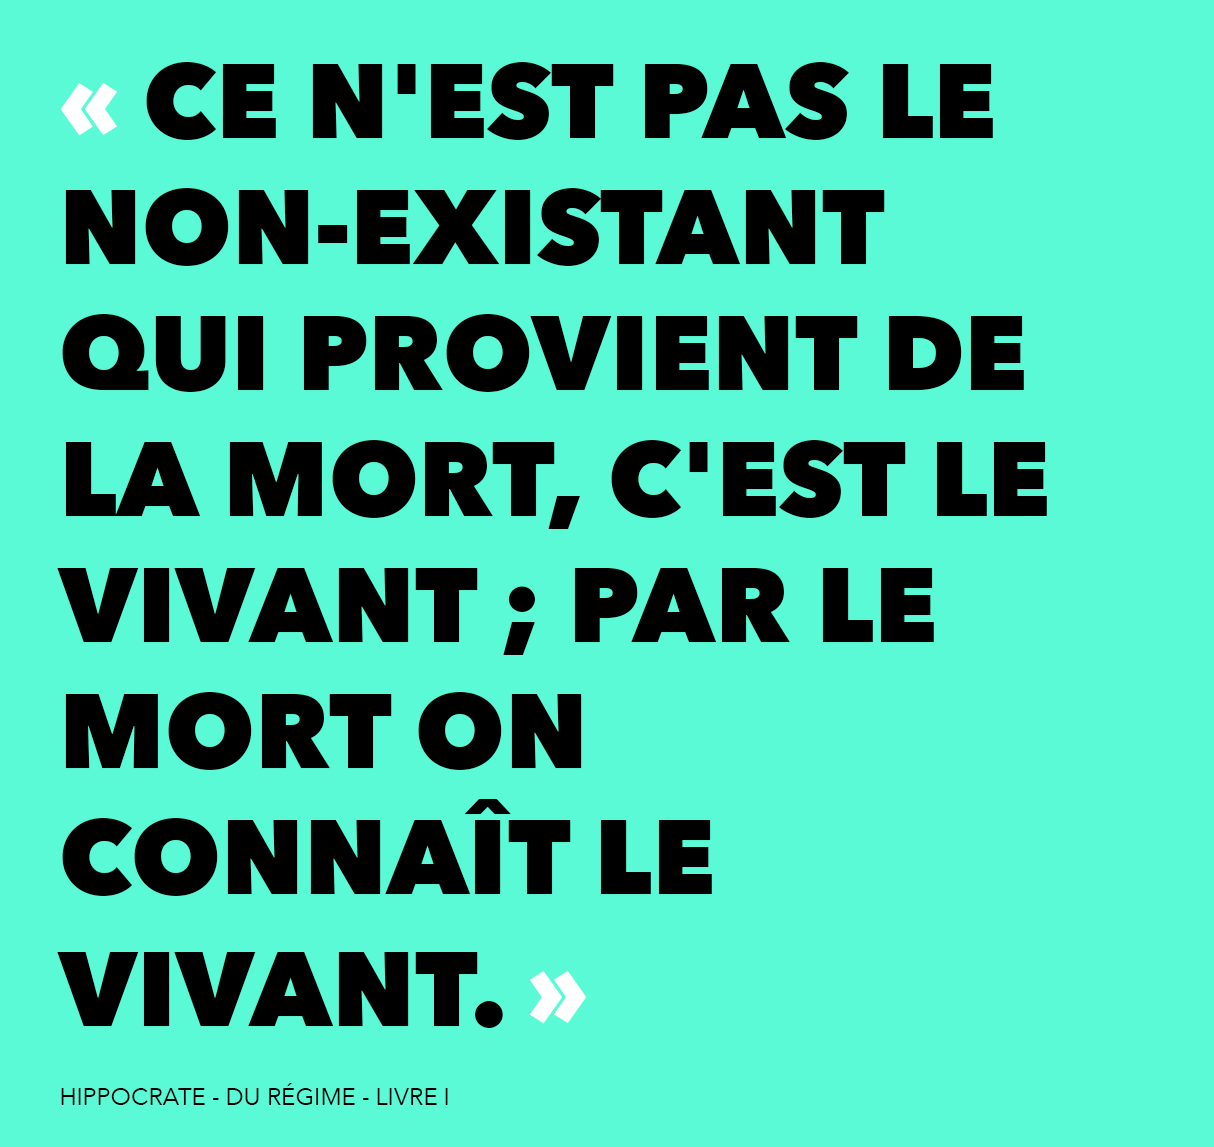 « CE N'EST PAS LE
NON-EXISTANT
QUI PROVIENT DE
LA MORT, C'EST LE
VIVANT ; PAR LE
MORT ON
CONNAÎT LE
VIVANT. »
HIPPOCRATE - DU RÉGIME - LIVRE I